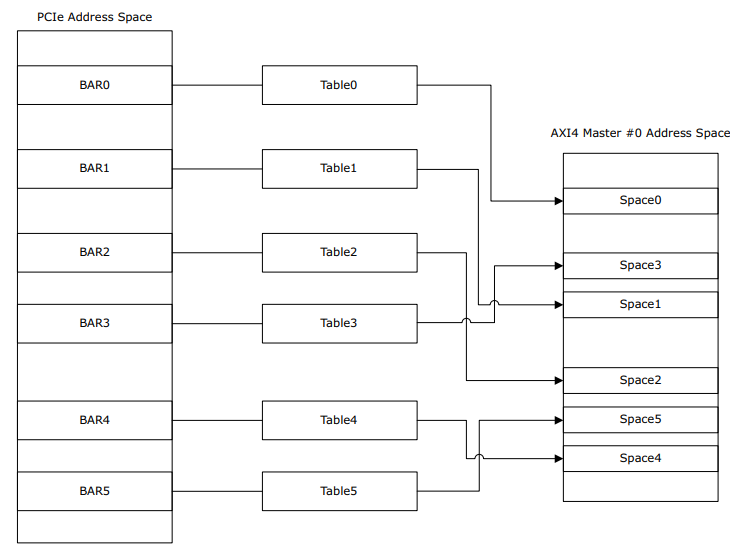 PCIe Address Space
BAR0
Table0
BAR1
Table1
BAR2
Table2
BAR3
Table3
BAR4
Table4
BAR5
Table5
AXI4 Master #0 Address Space
Space0
Space3
Space1
Space2
Space5
Space4